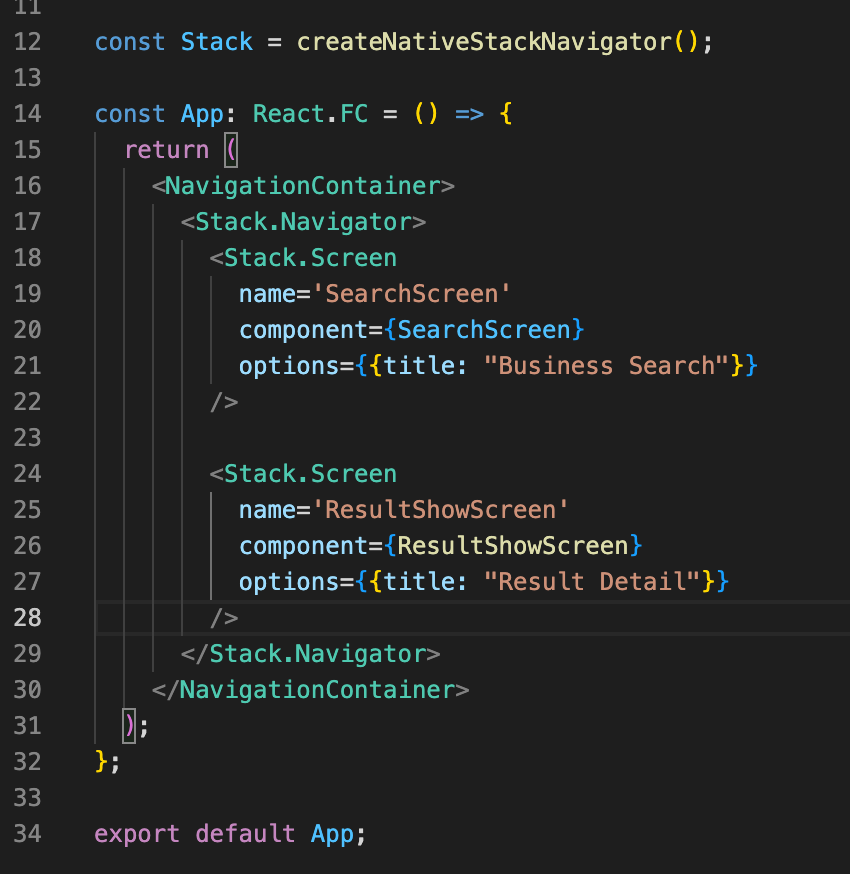 11
12 const Stack = createNativeStackNavigator();
13
14 const App: React.FC = () => {
15 return (
16 <NavigationContainer>
17 <Stack.Navigator>
18 <Stack.Screen
19 name='SearchScreen'
20 component={SearchScreen}
21 options={{title: "Business Search"}}
22 />
23
24 <Stack.Screen
25 name='ResultShowScreen'
26 component={ResultShowScreen}
27 options={{title: "Result Detail"}}
28 />
29 </Stack.Navigator>
30 </NavigationContainer>
31 );
32 };
33
34 export default App;